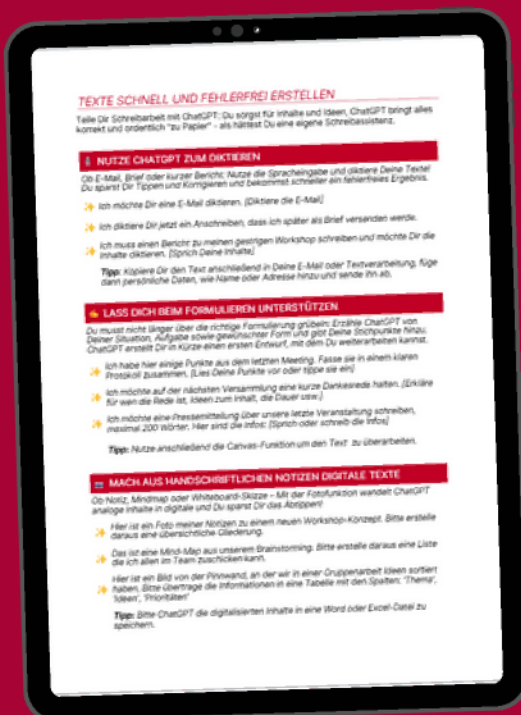 TEXTE SCHNELL UND FEHLERFREI ERSTELLEN
Teile Dir Schreibarbeit mit ChatGPT: Du sorgst für Inhalte und Ideen, ChatGPT bringt alles
korrekt und ordentlich "zu Papier" – als hättest Du eine eigene Schreibassistenz.
NUTZE CHATGPT ZUM DIKTIEREN
Ob E-Mail, Brief oder kurzer Bericht: Nutze die Spracheingabe und diktiere Deine Texte!
Du sparst Dir Tippen und Korrigieren und bekommst schneller ein fehlerfreies Ergebnis.
✨ Ich möchte Dir eine E-Mail diktieren. [Diktiere die E-Mail]
✨ Ich diktiere Dir jetzt ein Anschreiben, dass ich später als Brief versenden werde.
✨ Ich muss einen Bericht zu meinen gestrigen Workshop schreiben und möchte Dir die
Inhalte diktieren. [Sprich Deine Inhalte]
Tipp: Kopiere Dir den Text anschließend in Deine E-Mail oder Textverarbeitung, füge
dann persönliche Daten, wie Name oder Adresse hinzu und sende ihn ab.
✍ LASS DICH BEIM FORMULIEREN UNTERSTÜTZEN
Du musst nicht länger über die richtige Formulierung grübeln: Erzähle ChatGPT von
Deiner Situation, Aufgabe sowie gewünschter Form und gibt Deine Stichpunkte hinzu.
ChatGPT erstellt Dir in Kürze einen ersten Entwurf, mit dem Du weiterarbeiten kannst.
✨ Ich habe hier einige Punkte aus dem letzten Meeting. Fasse sie in einem klaren
Protokoll zusammen. [Lies Deine Punkte vor oder tippe sie ein]
✨ Ich möchte auf der nächsten Versammlung eine kurze Dankesrede halten. [Erkläre
für wen die Rede ist, Ideen zum Inhalt, die Dauer usw.]
✨ Ich möchte eine Pressemitteilung über unsere letzte Veranstaltung schreiben,
maximal 200 Wörter. Hier sind die Infos: [Sprich oder schreib die Infos]
Tipp: Nutze anschließend die Canvas-Funktion um den Text zu überarbeiten.
MACH AUS HANDSCHRIFTLICHEN NOTIZEN DIGITALE TEXTE
Ob Notiz, Mindmap oder Whiteboard-Skizze – Mit der Fotofunktion wandelt ChatGPT
analoge Inhalte in digitale und Du sparst Dir das Abtippen!
✨ Hier ist ein Foto meiner Notizen zu einem neuen Workshop-Konzept. Bitte erstelle
daraus eine übersichtliche Gliederung.
✨ Das ist eine Mind-Map aus unserem Brainstorming. Bitte erstelle daraus eine Liste
die ich allen im Team zuschicken kann.
✨ Hier ist ein Bild von der Pinnwand, an der wir in einer Gruppenarbeit Ideen sortiert
haben. Bitte übertrage die Informationen in eine Tabelle mit den Spalten: 'Thema',
'Ideen', 'Prioritäten'
Tipp: Bitte ChatGPT die digitalisierten Inhalte in eine Word oder Excel-Datei zu
speichern.